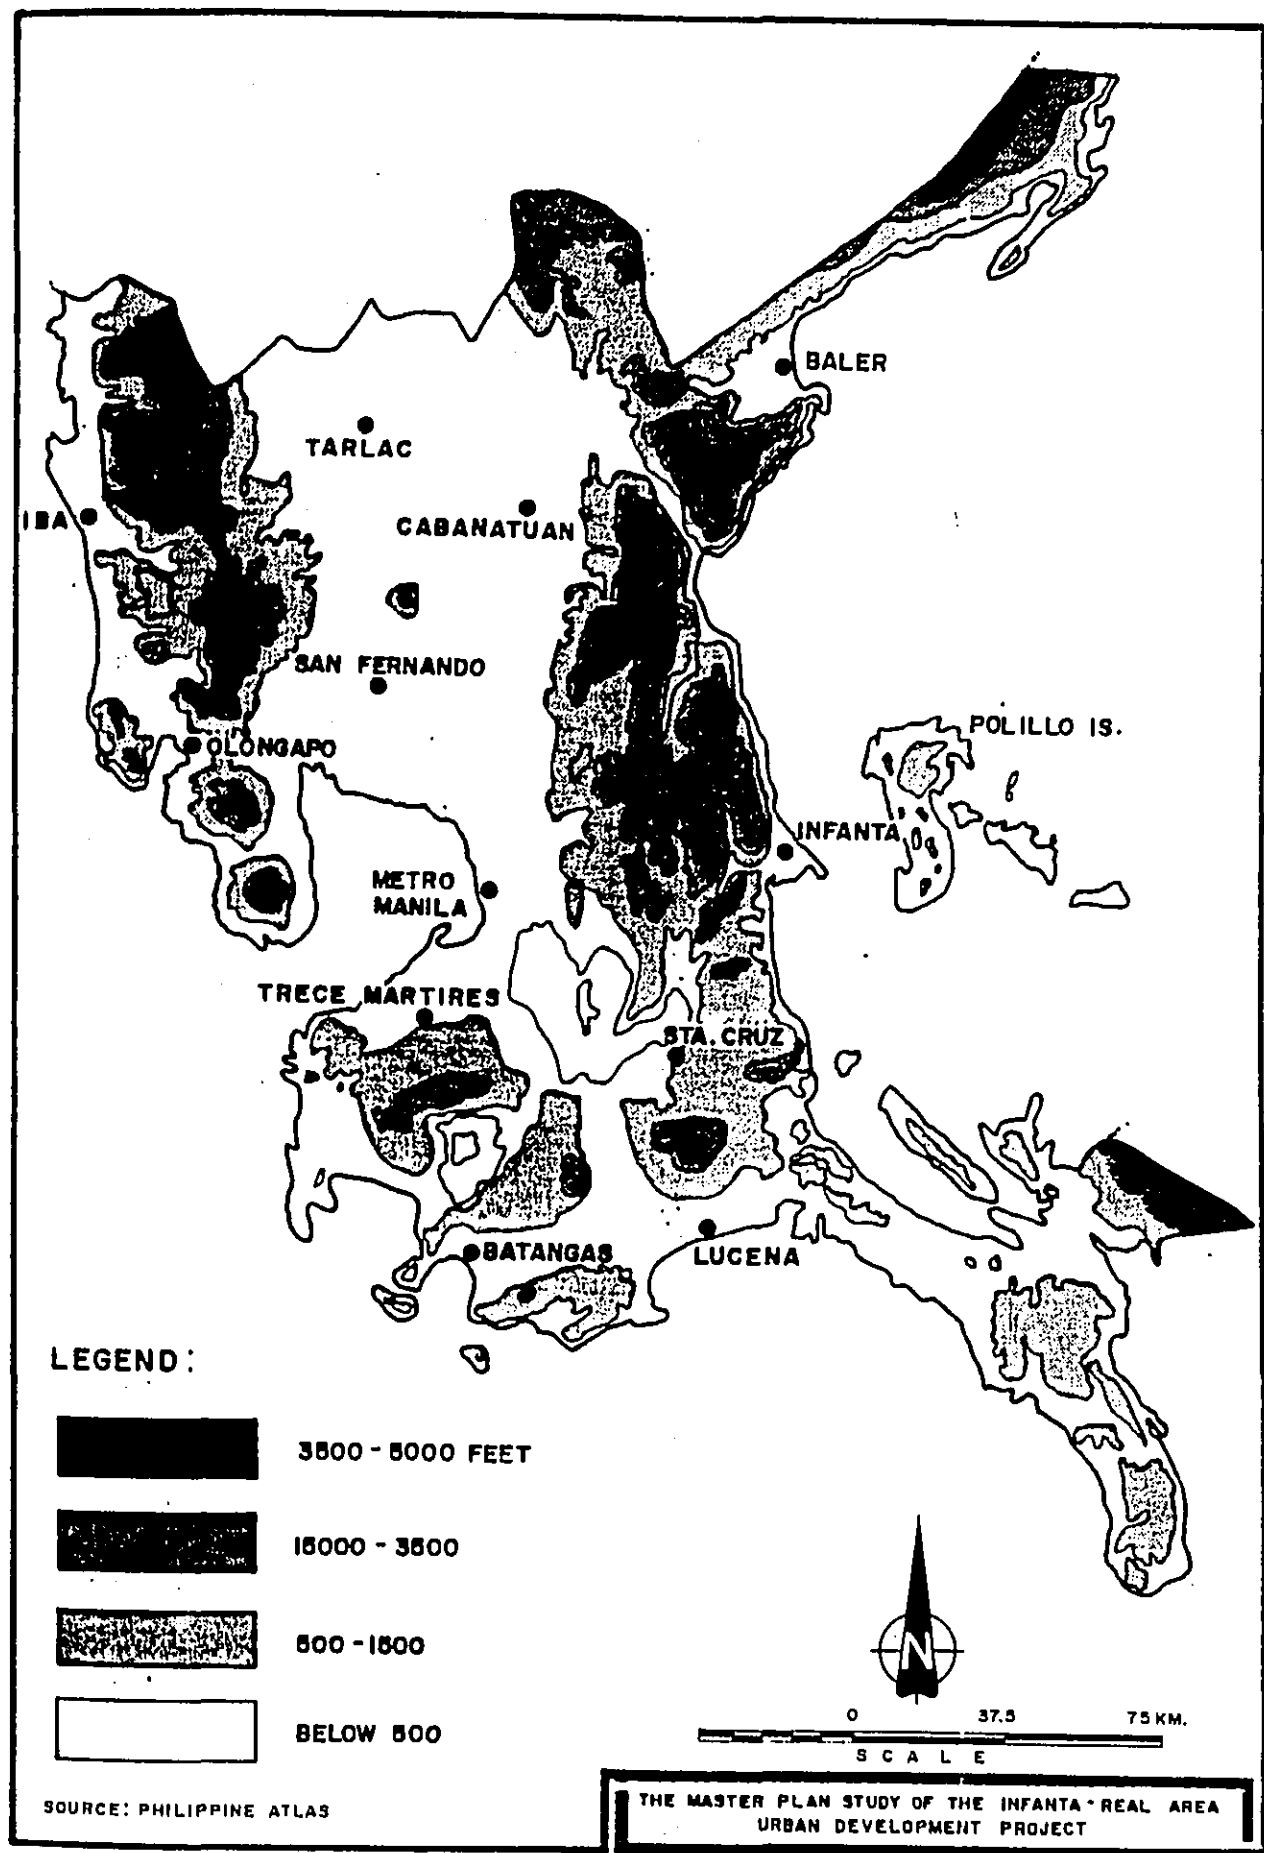 BALER
TARLAC
IBA
CABANATUAN
SAN FERNANDO
OLONGAPO
POLILLO IS.
INFANTA
METRO
MANILA
TRECE MARTIRES
STA. CRUZ
BATANGAS
LUCENA
LEGEND:
3500 - 5000 FEET
15000 - 3500
500 - 1500
BELOW 500
N
0 37.5 75 KM.
SCALE
SOURCE: PHILIPPINE ATLAS
THE MASTER PLAN STUDY OF THE INFANTA-REAL AREA
URBAN DEVELOPMENT PROJECT